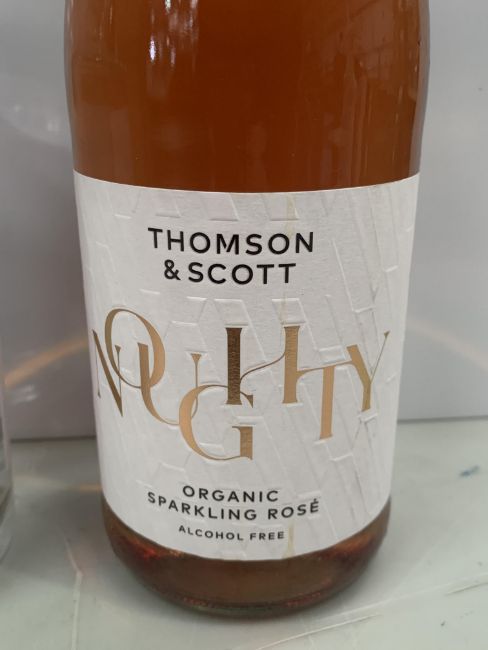 THOMSON
& SCOTT
NOUGHTY
ORGANIC
SPARKLING ROSÉ
ALCOHOL FREE